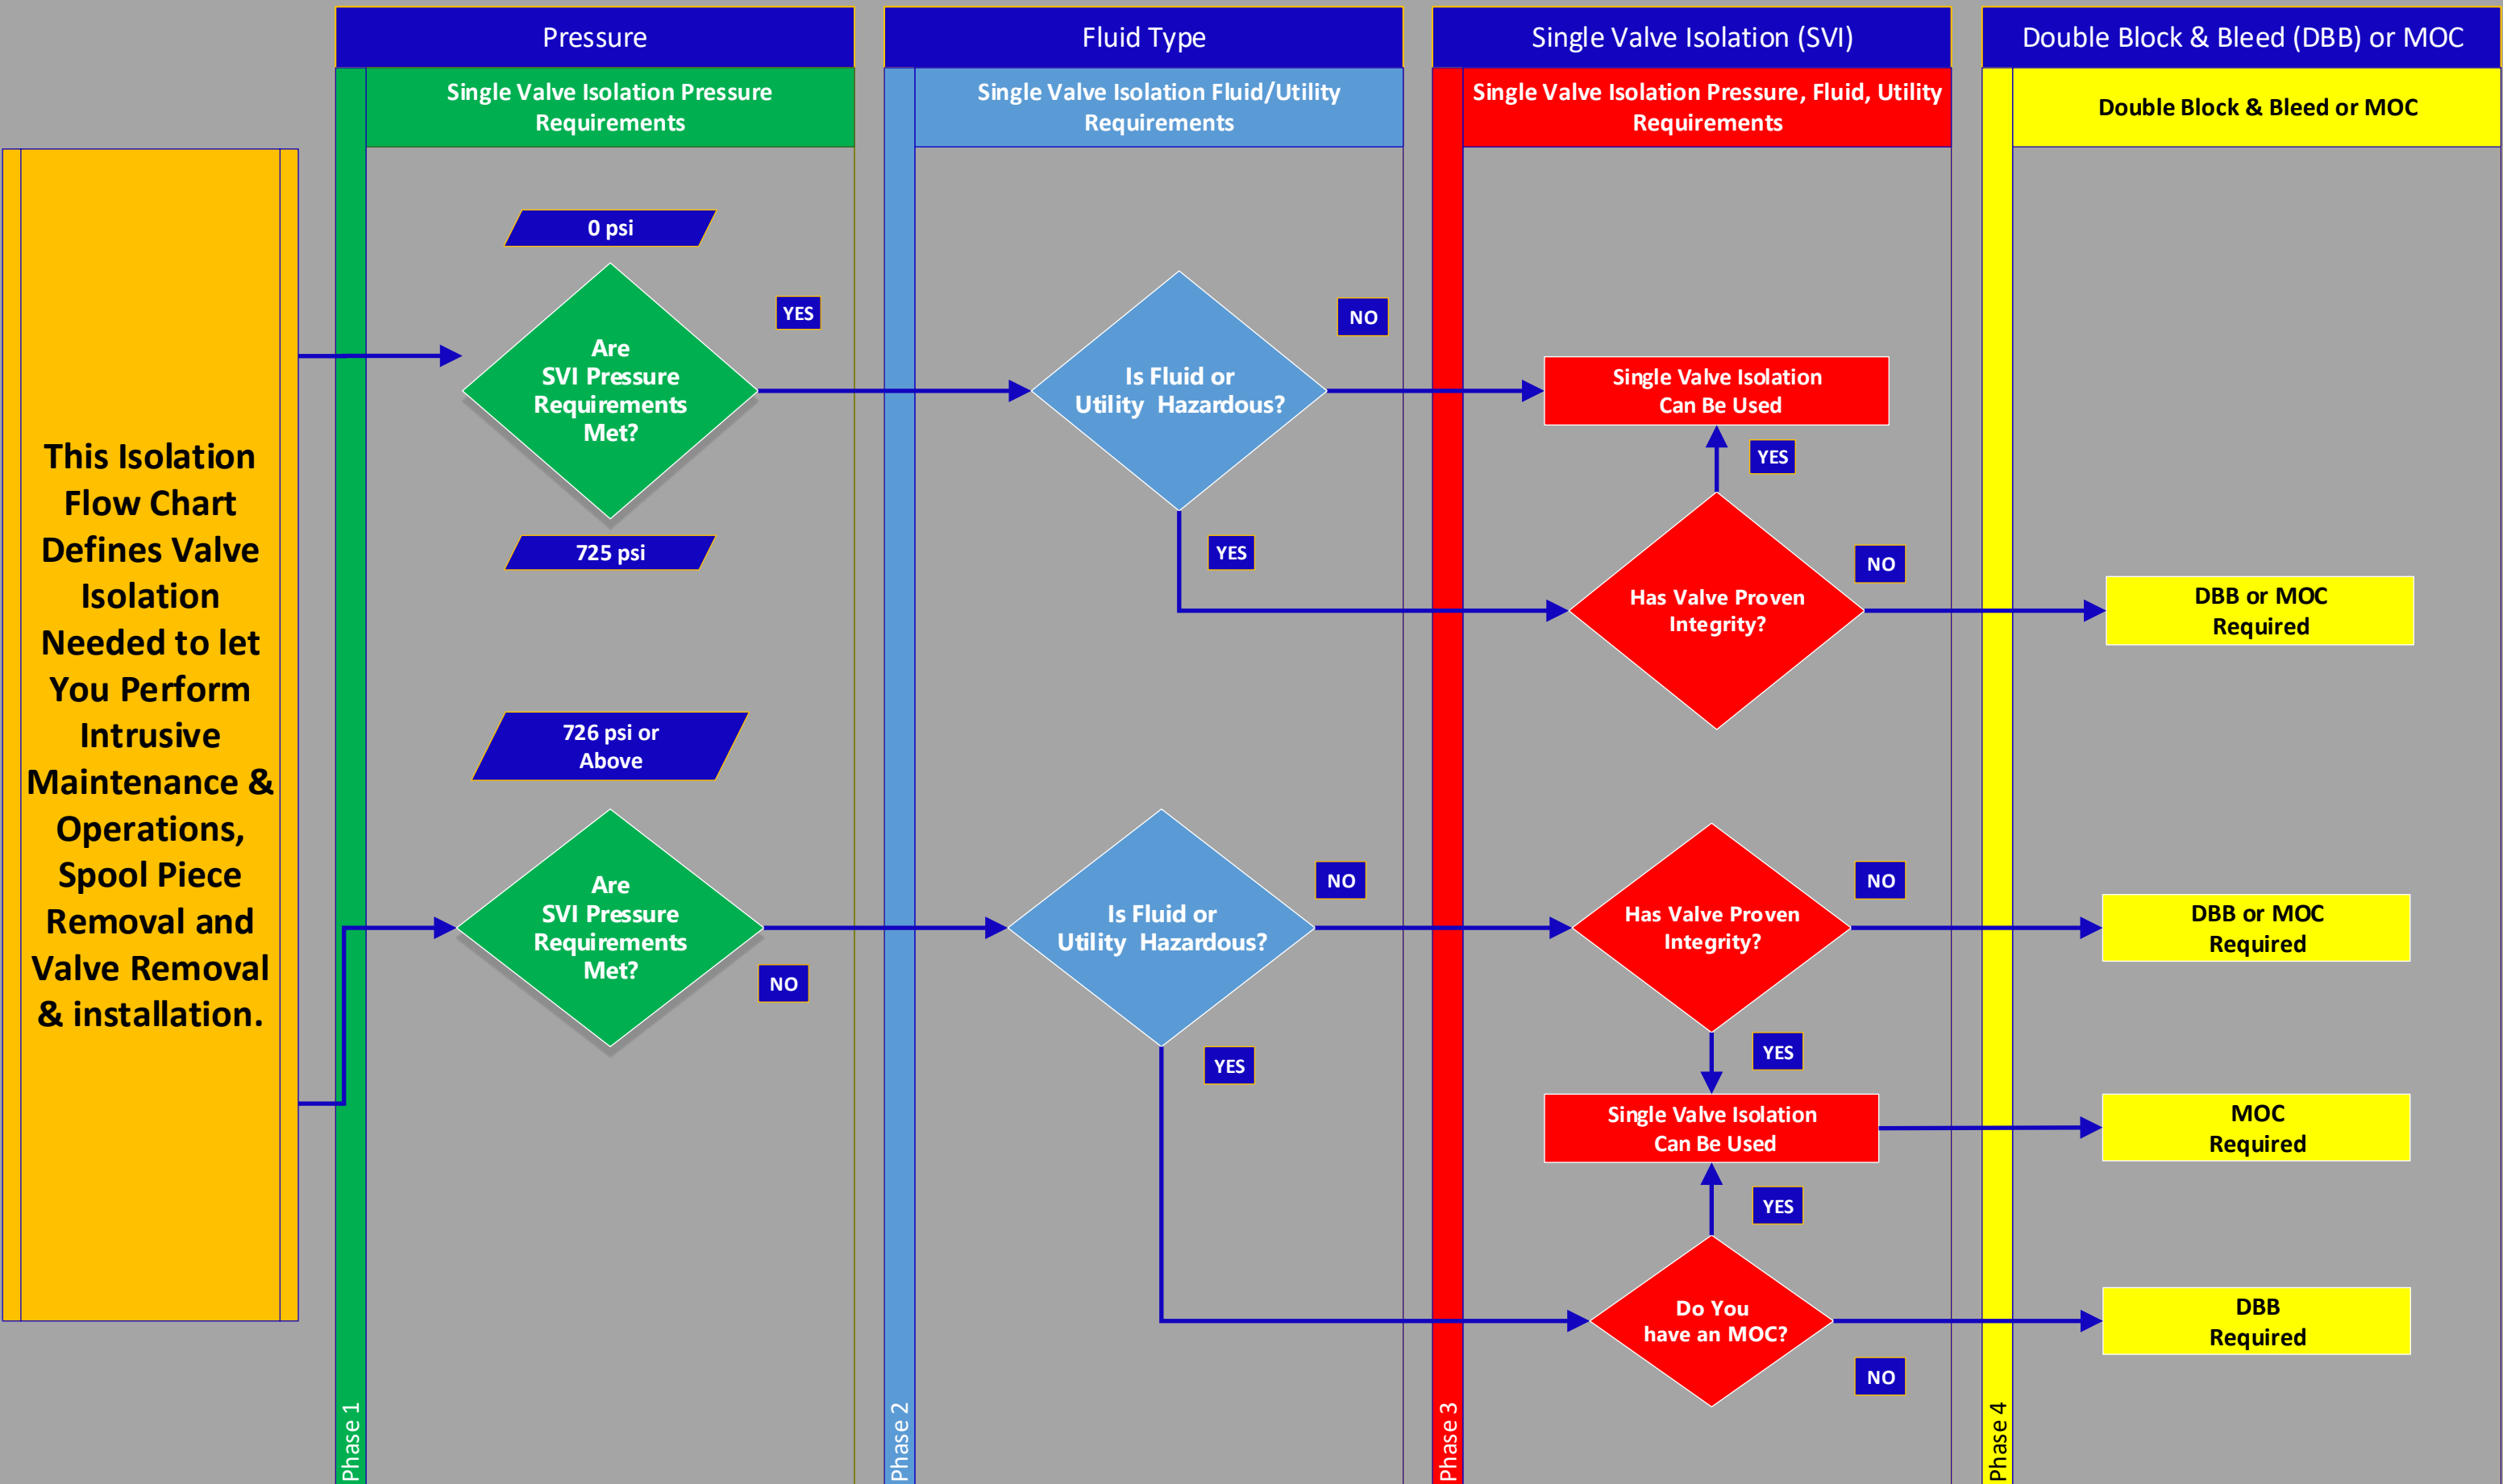 Pressure
Fluid Type
Single Valve Isolation (SVI)
Double Block & Bleed (DBB) or MOC
Single Valve Isolation Pressure
Requirements
Single Valve Isolation Fluid/Utility
Requirements
Single Valve Isolation Pressure, Fluid, Utility
Requirements
Double Block & Bleed or MOC
This Isolation
Flow Chart
Defines Valve
Isolation
Needed to let
You Perform
Intrusive
Maintenance &
Operations,
Spool Piece
Removal and
Valve Removal
& installation.
0 psi
YES
Are
SVI Pressure
Requirements
Met?
725 psi
NO
Is Fluid or
Utility Hazardous?
YES
Single Valve Isolation
Can Be Used
YES
Has Valve Proven
Integrity?
NO
DBB or MOC
Required
726 psi or
Above
Are
SVI Pressure
Requirements
Met?
NO
Is Fluid or
Utility Hazardous?
NO
YES
Has Valve Proven
Integrity?
NO
DBB or MOC
Required
YES
Single Valve Isolation
Can Be Used
MOC
Required
YES
Do You
have an MOC?
NO
DBB
Required
Phase 1
Phase 2
Phase 3
Phase 4